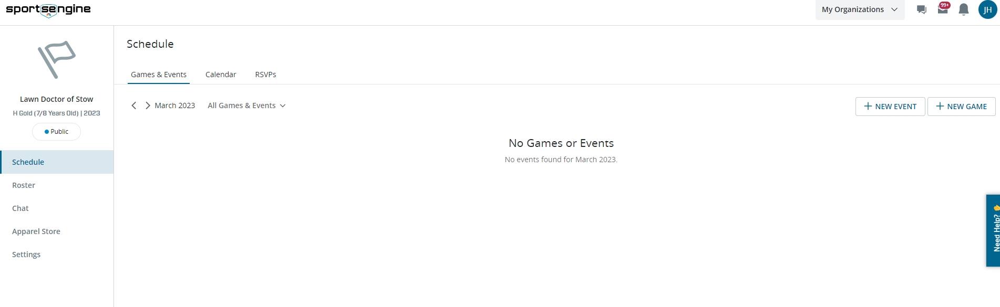 sportsengine
My Organizations
99+
JH
Lawn Doctor of Stow
H Gold (7/8 Years Old) | 2023
Public
Schedule
Roster
Chat
Apparel Store
Settings
Schedule
Games & Events Calendar RSVPs
March 2023 All Games & Events
NEW EVENT NEW GAME
No Games or Events
No events found for March 2023.
Need Help?